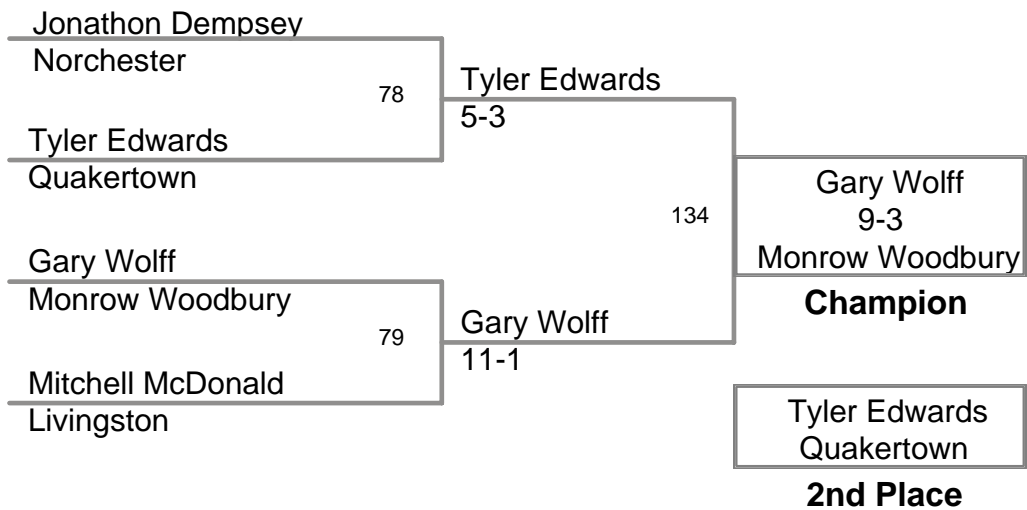 Jonathon Dempsey
Norchester
78
Tyler Edwards
5-3
Tyler Edwards
Quakertown
134
Gary Wolff
9-3
Monrow Woodbury
Champion
Gary Wolff
Monrow Woodbury
79
Gary Wolff
11-1
Mitchell McDonald
Livingston
Tyler Edwards
Quakertown
2nd Place